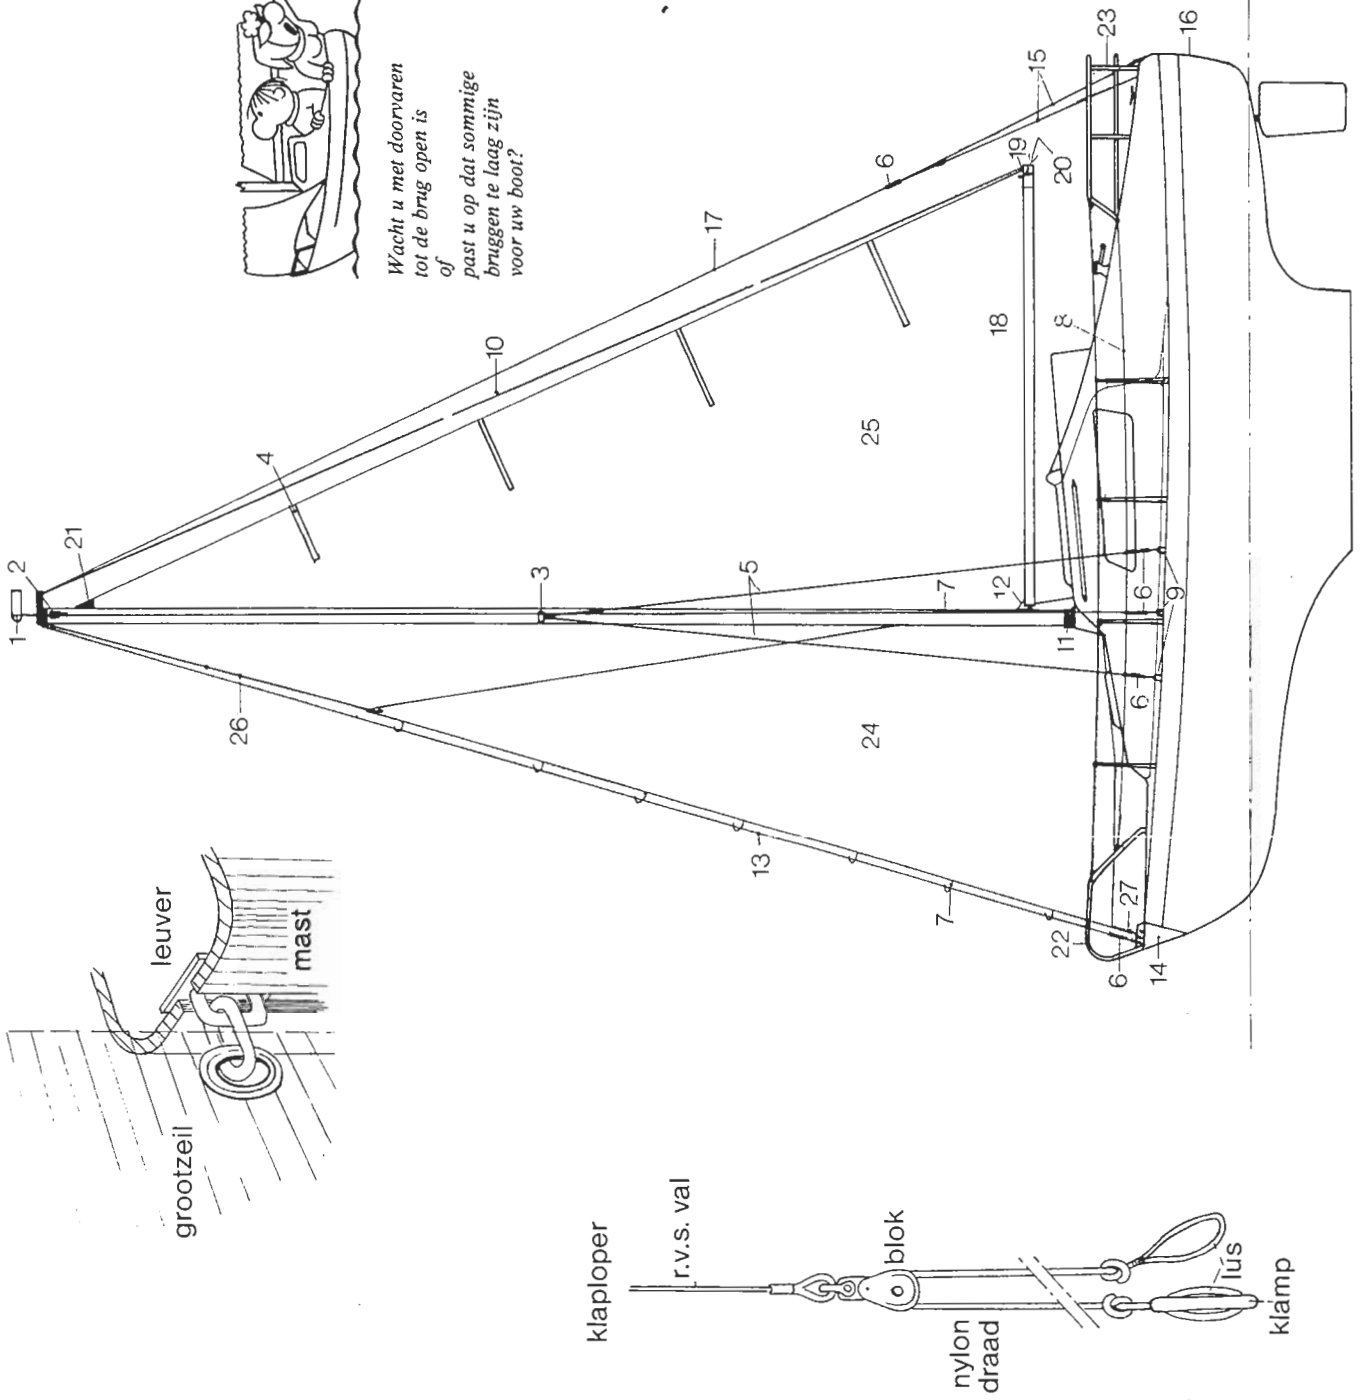 Wacht u met doorvaren
tot de brug open is
of
past u op dat sommige
bruggen te laag zijn
voor uw boot?
1
2
21
4
10
17
6
15
23
16
19
20
3
5
7
12
11
18
8
25
24
26
13
7
22
27
6
14
6
6
9
leuver
mast
grootzeil
klaploper
r.v.s. val
blok
nylon
draad
lus
klamp